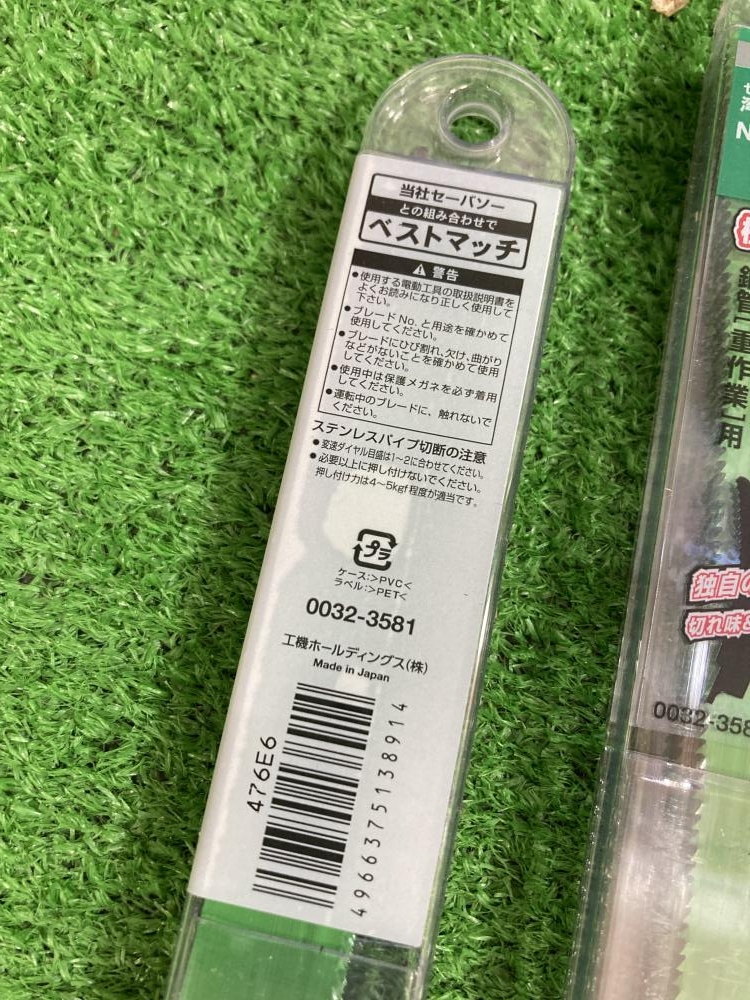 当社セーバソー
との組み合わせで
ベストマッチ
警告
●使用する電動工具の取扱説明書を
よくお読みになり正しく使用して
下さい。
●ブレード No. と用途を確かめて
使用してください。
●ブレードにひび割れ、欠け、曲がり
などがないことを確かめて使用
してください。
●使用中は保護メガネを必ず着用
してください。
●運転中のブレードに、触れないで
ください。
ステンレスパイプ切断の注意
●変速ダイヤル目盛は1～2に合わせてください。
●必要以上に押し付けないでください。
押し付け力は4～5kgf程度が適当です。
プラ
ケース:>PVC<
ラベル:>PET<
0032-3581
工機ホールディングス(株)
Made in Japan
476E6
4966375138914
N
重作業 用
独自の
切れ味&
0032-358